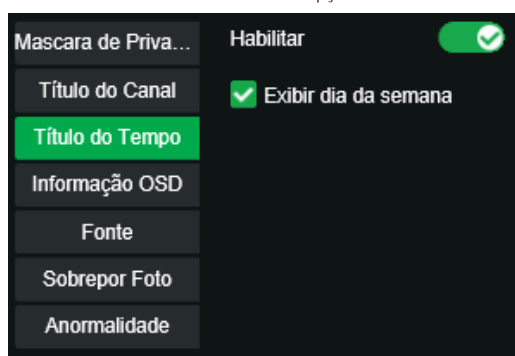 Mascara de Priva...
Habilitar
Título do Canal
Exibir dia da semana
Título do Tempo
Informação OSD
Fonte
Sobrepor Foto
Anormalidade